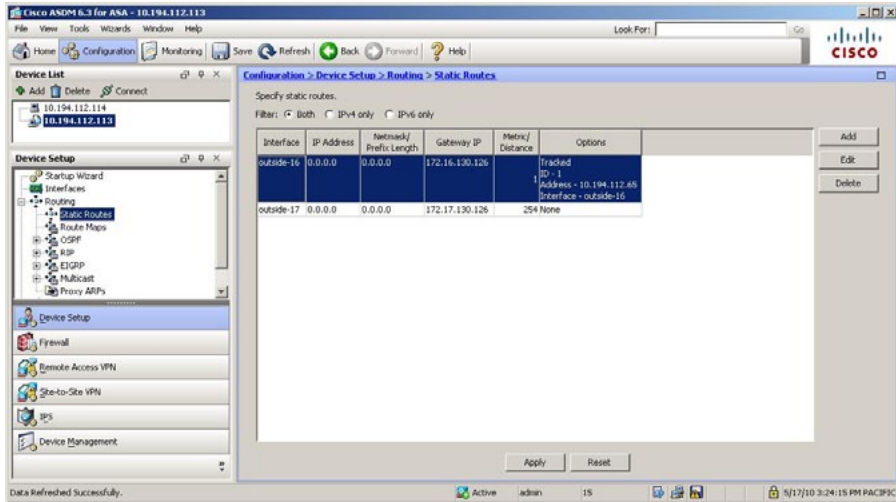 Cisco ASDM 6.3 for ASA - 10.194.112.113
File View Tools Wizards Window Help
Look For: Go
Home Configuration Monitoring Save Refresh Back Forward Help
CISCO
Device List
Add Delete Connect
10.194.112.114
10.194.112.113
Device Setup
Startup Wizard
Interfaces
Routing
Static Routes
Route Maps
OSPF
RIP
EIGRP
Multicast
Proxy ARPs
Device Setup
Firewall
Remote Access VPN
Site-to-Site VPN
IPS
Device Management
Configuration > Device Setup > Routing > Static Routes
Specify static routes.
Filter: Both IPv4 only IPv6 only
Interface IP Address Netmask/ Prefix Length Gateway IP Metric/ Distance Options
outside-16 0.0.0.0 0.0.0.0 172.16.130.126 1 Tracked
ID - 1
Address - 10.194.112.65
Interface - outside-16
outside-17 0.0.0.0 0.0.0.0 172.17.130.126 254 None
Add
Edit
Delete
Apply Reset
Data Refreshed Successfully. Active admin 15 5/17/10 3:24:15 PM PACIFIC